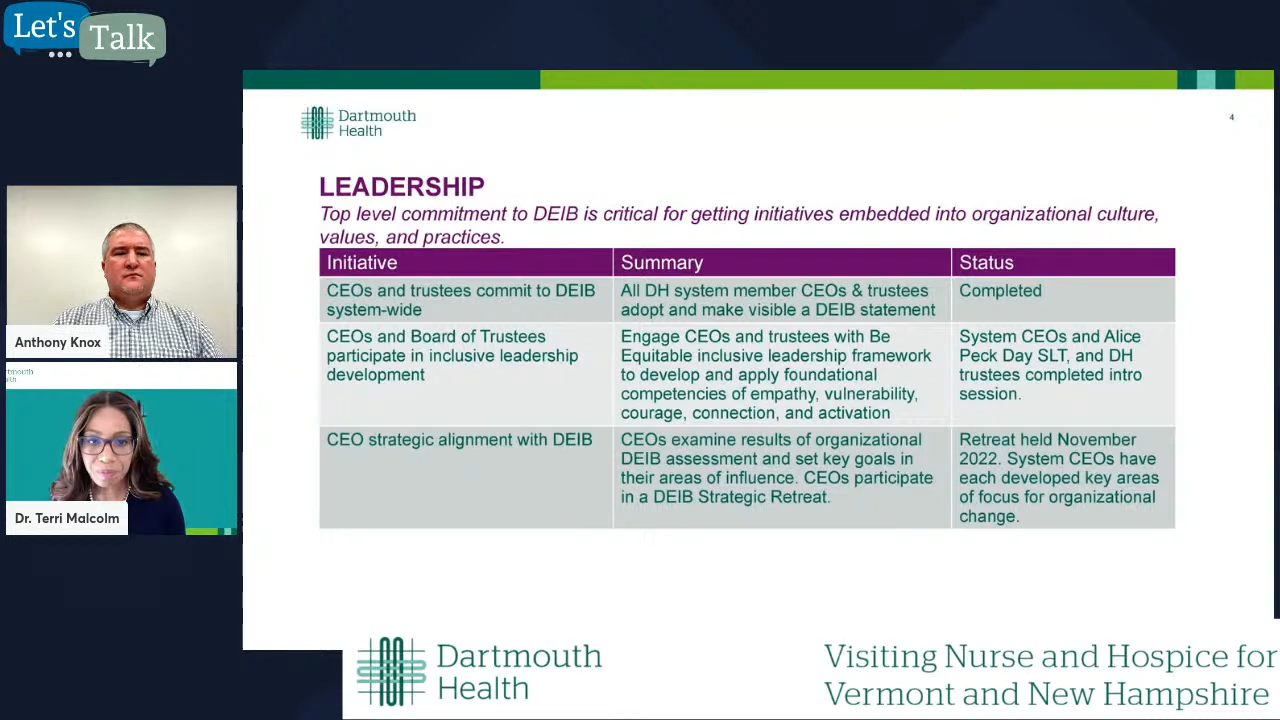 Let's
Talk
Dartmouth
Health
4
LEADERSHIP
Top level commitment to DEIB is critical for getting initiatives embedded into organizational culture,
values, and practices.
Initiative
Summary
Status
CEOs and trustees commit to DEIB
system-wide
All DH system member CEOs & trustees
adopt and make visible a DEIB statement
Completed
CEOs and Board of Trustees
participate in inclusive leadership
development
Engage CEOs and trustees with Be
Equitable inclusive leadership framework
to develop and apply foundational
competencies of empathy, vulnerability,
courage, connection, and activation
System CEOs and Alice
Peck Day SLT, and DH
trustees completed intro
session.
CEO strategic alignment with DEIB
CEOs examine results of organizational
DEIB assessment and set key goals in
their areas of influence. CEOs participate
in a DEIB Strategic Retreat.
Retreat held November
2022. System CEOs have
each developed key areas
of focus for organizational
change.
Anthony Knox
Dr. Terri Malcolm
Dartmouth
Health
Visiting Nurse and Hospice for
Vermont and New Hampshire